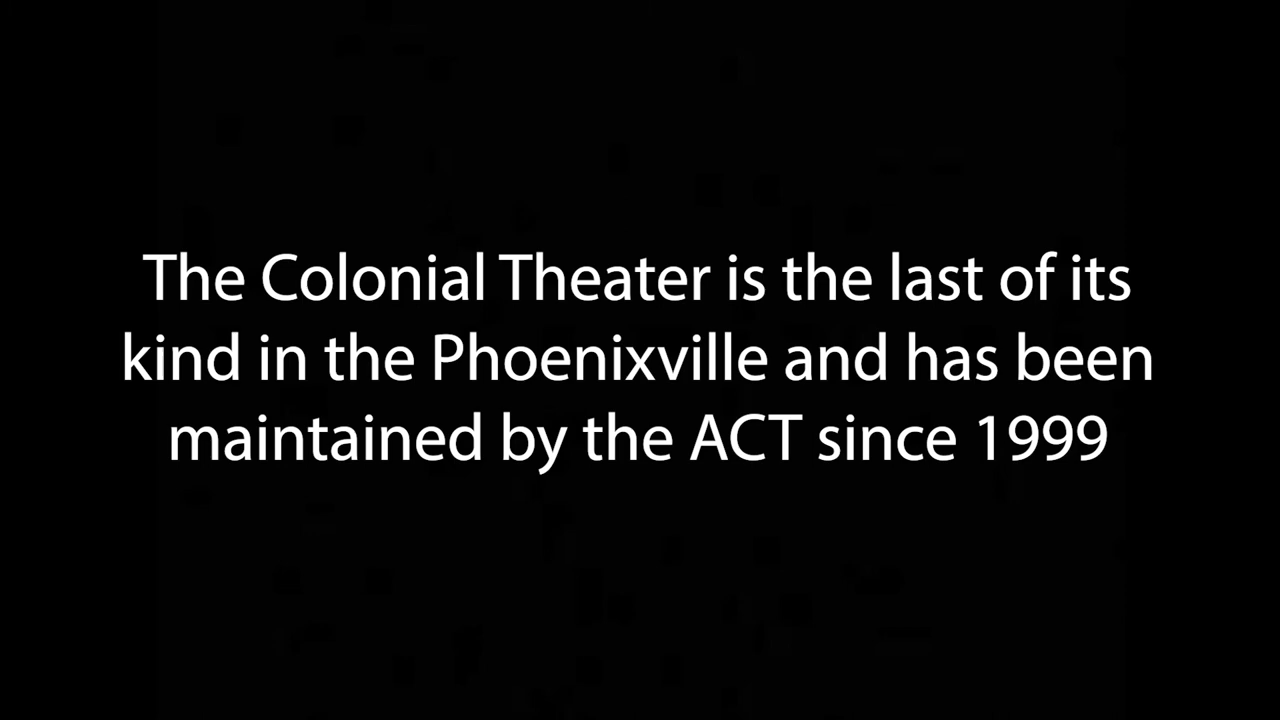 The Colonial Theater is the last of its
kind in the Phoenixville and has been
maintained by the ACT since 1999